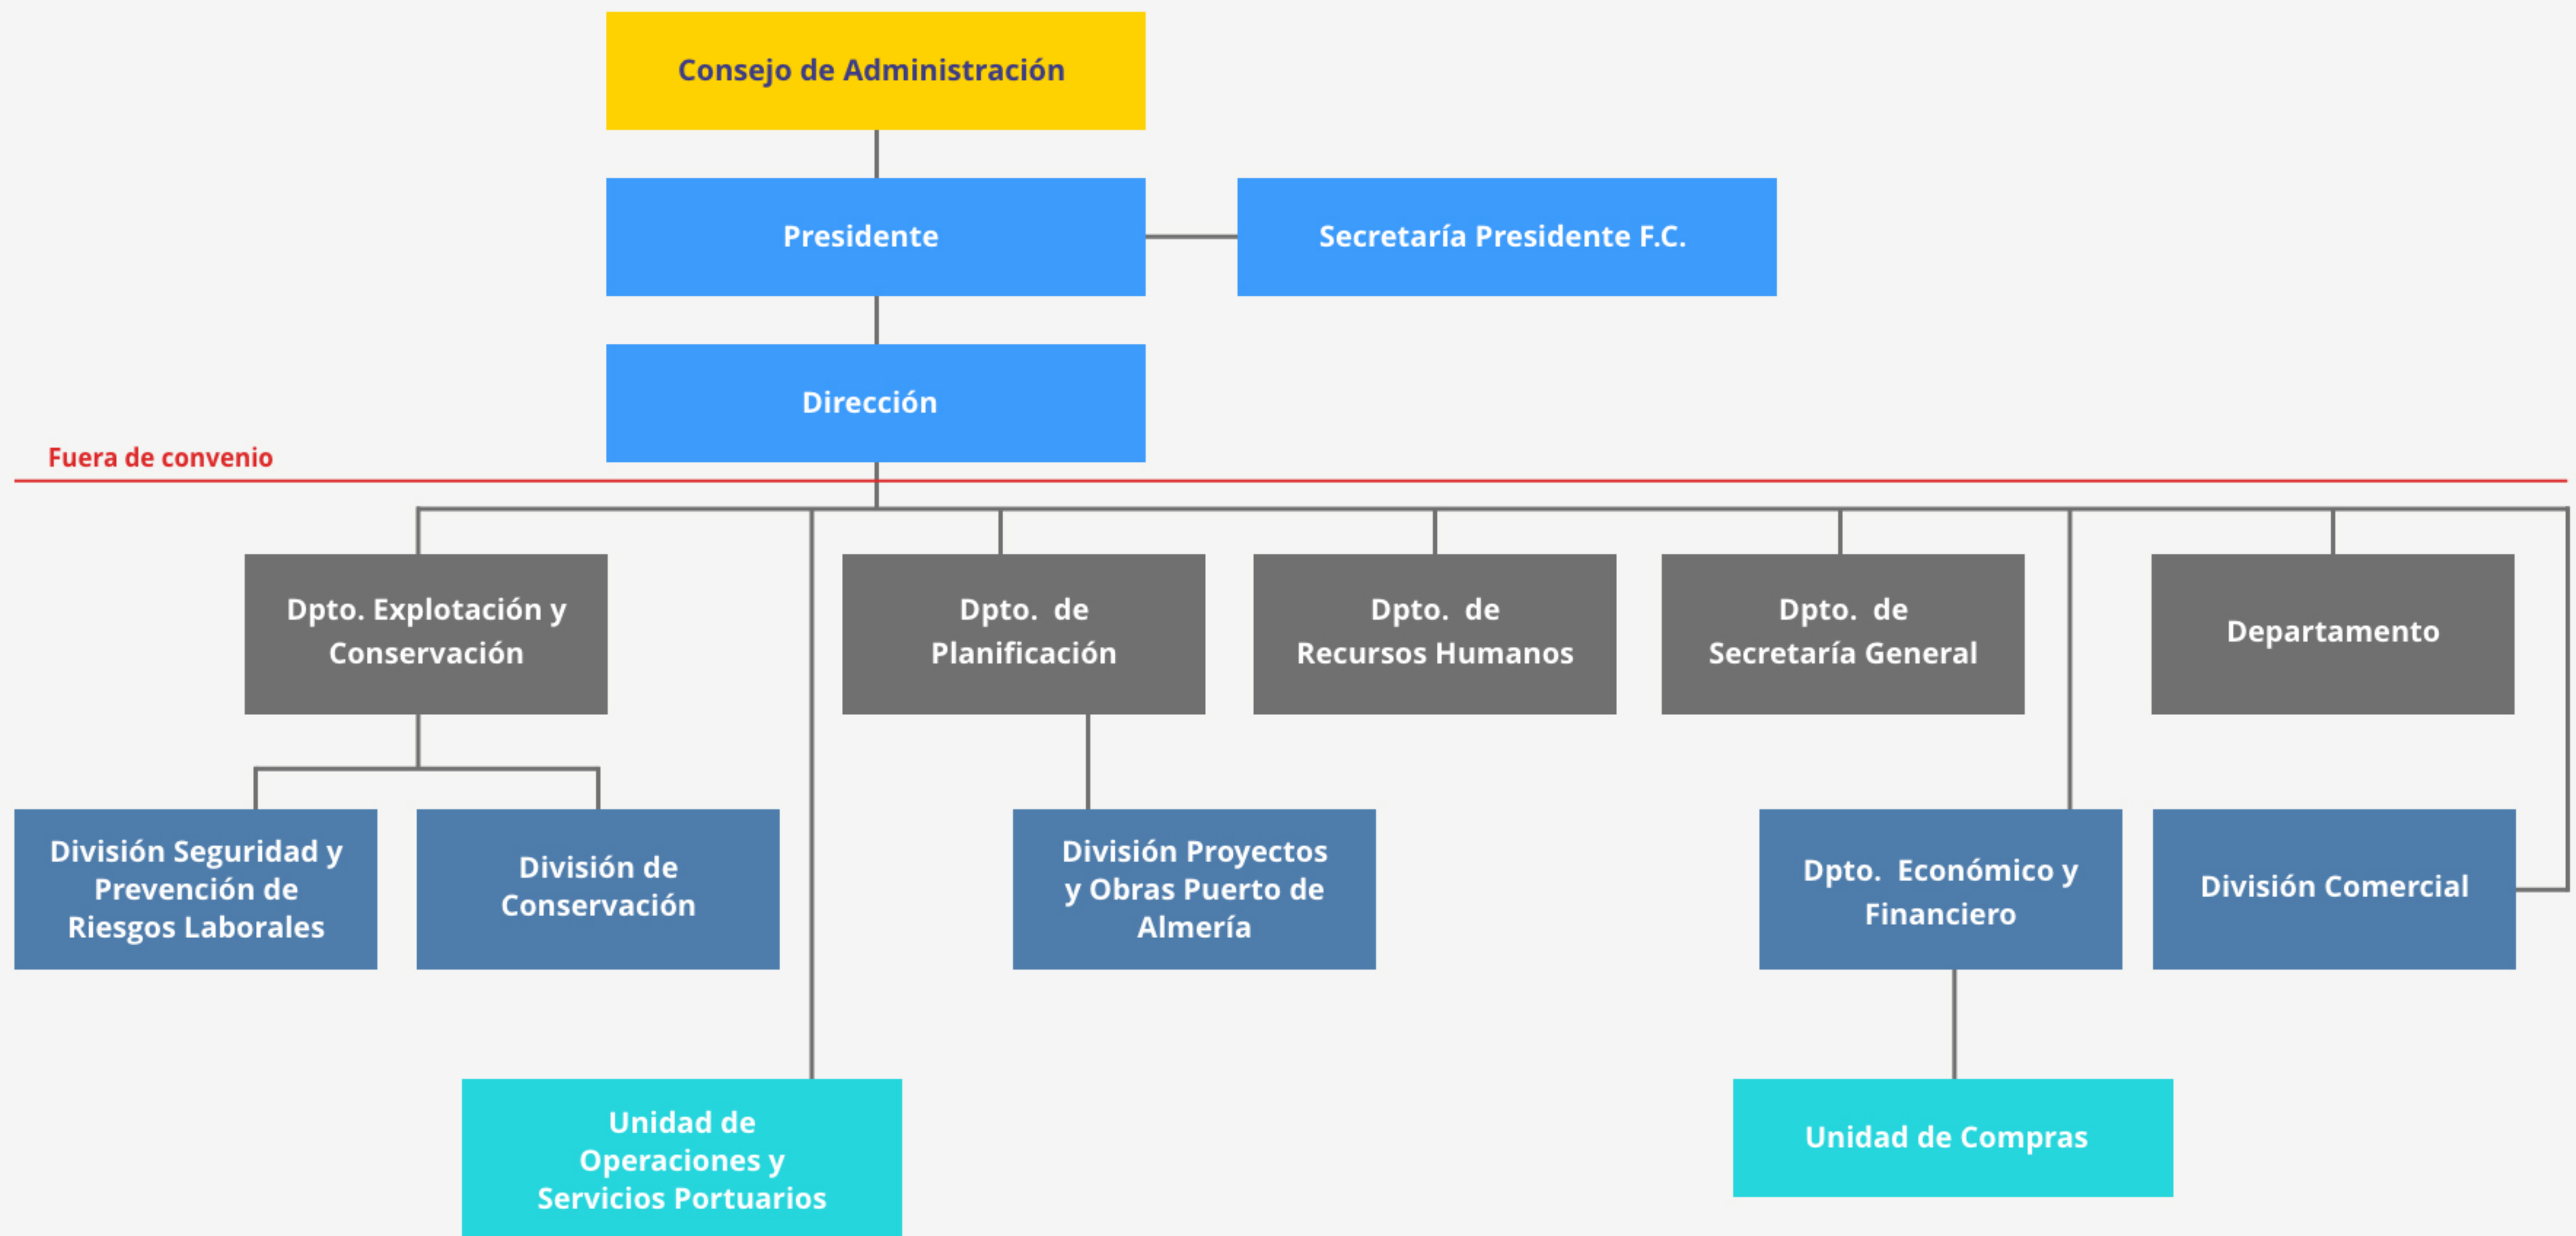 Consejo de Administración
Presidente
Secretaría Presidente F.C.
Dirección
Fuera de convenio
Dpto. Explotación y
Conservación
Dpto. de
Planificación
Dpto. de
Recursos Humanos
Dpto. de
Secretaría General
Departamento
División Seguridad y
Prevención de
Riesgos Laborales
División de
Conservación
División Proyectos
y Obras Puerto de
Almería
Dpto. Económico y
Financiero
División Comercial
Unidad de
Operaciones y
Servicios Portuarios
Unidad de Compras